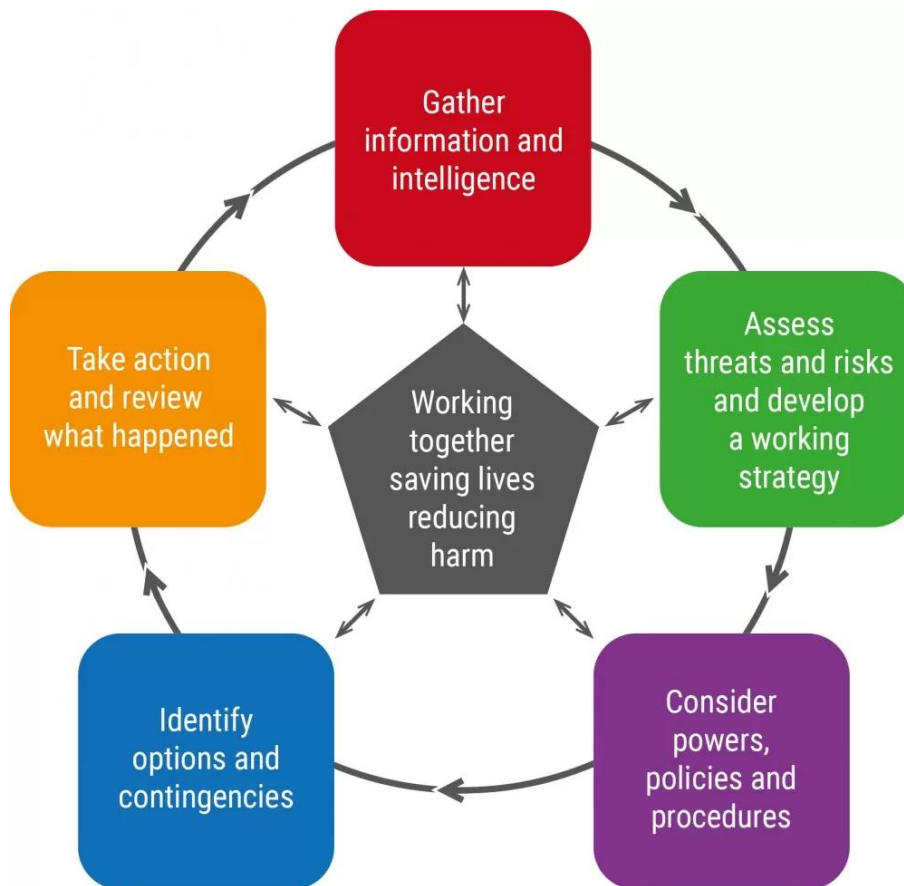 Gather
information and
intelligence
Assess
threats and risks
and develop
a working
strategy
Consider
powers,
policies and
procedures
Identify
options and
contingencies
Take action
and review
what happened
Working
together
saving lives
reducing
harm